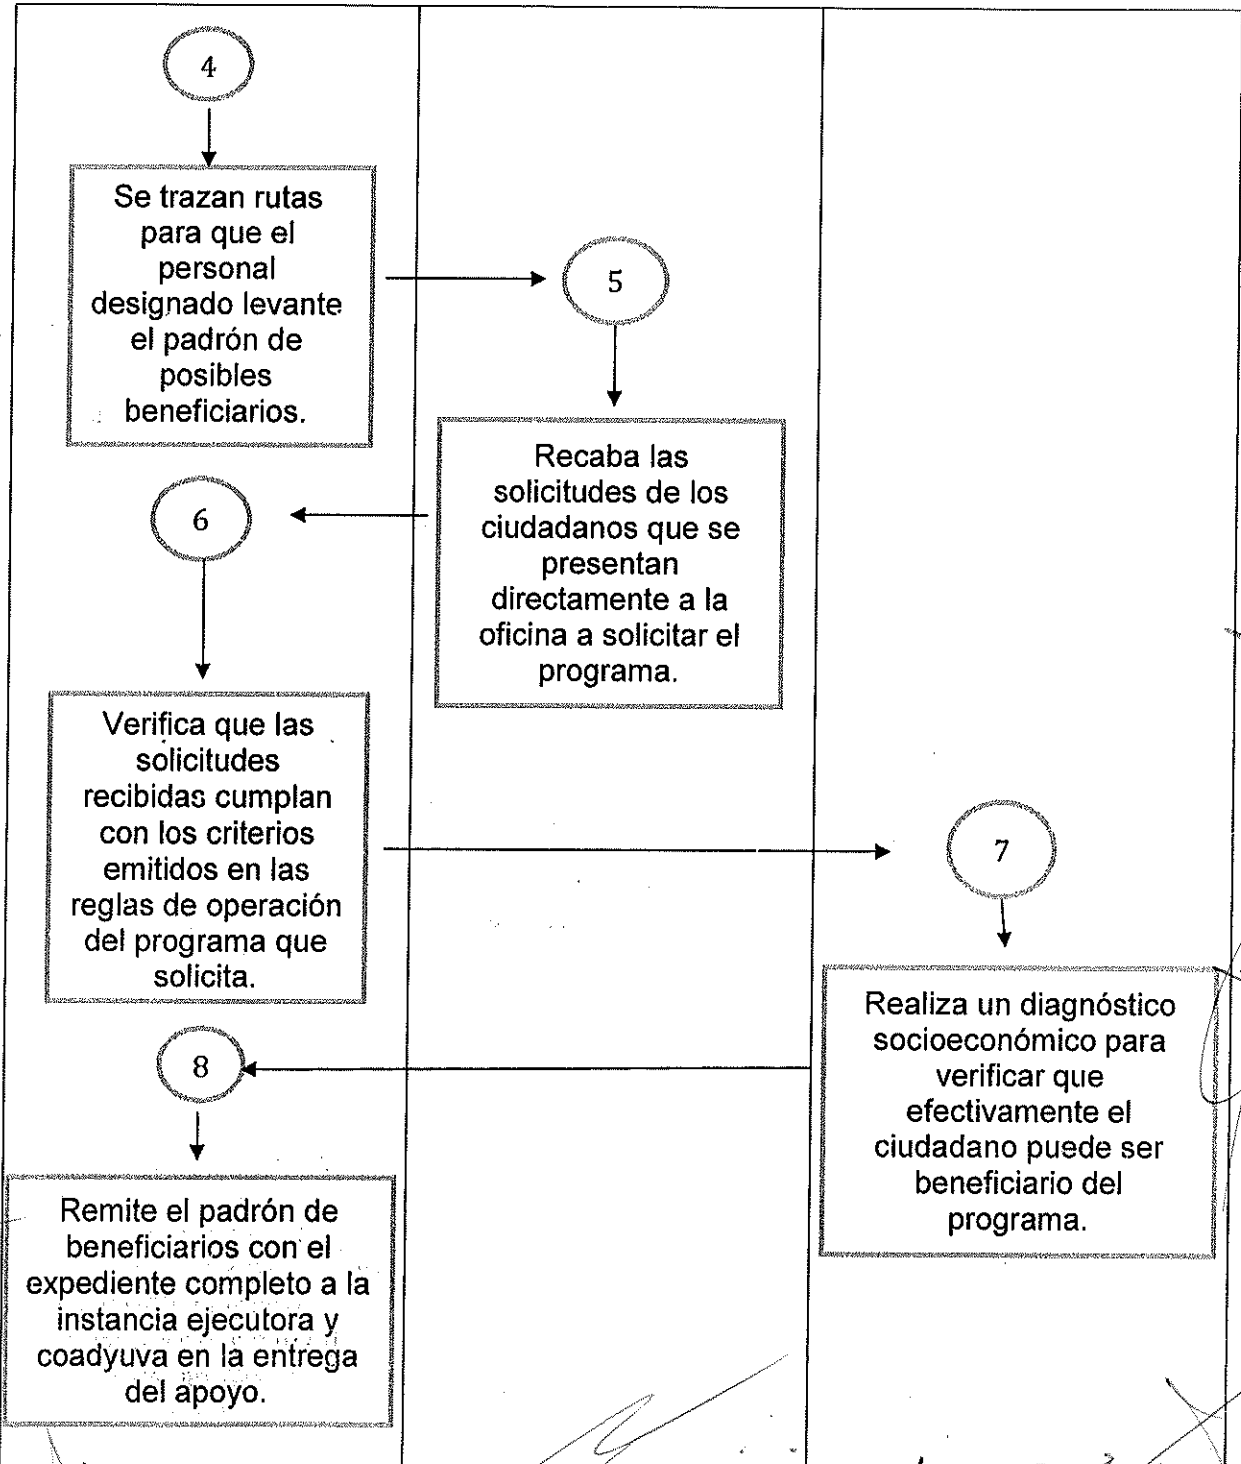 4
Se trazan rutas
para que el
personal
designado levante
el padrón de
posibles
beneficiarios.
5
Recaba las
solicitudes de los
ciudadanos que se
presentan
directamente a la
oficina a solicitar el
programa.
6
Verifica que las
solicitudes
recibidas cumplan
con los criterios
emitidos en las
reglas de operación
del programa que
solicita.
7
Realiza un diagnóstico
socioeconómico para
verificar que
efectivamente el
ciudadano puede ser
beneficiario del
programa.
8
Remite el padrón de
beneficiarios con el
expediente completo a la
instancia ejecutora y
coadyuva en la entrega
del apoyo.